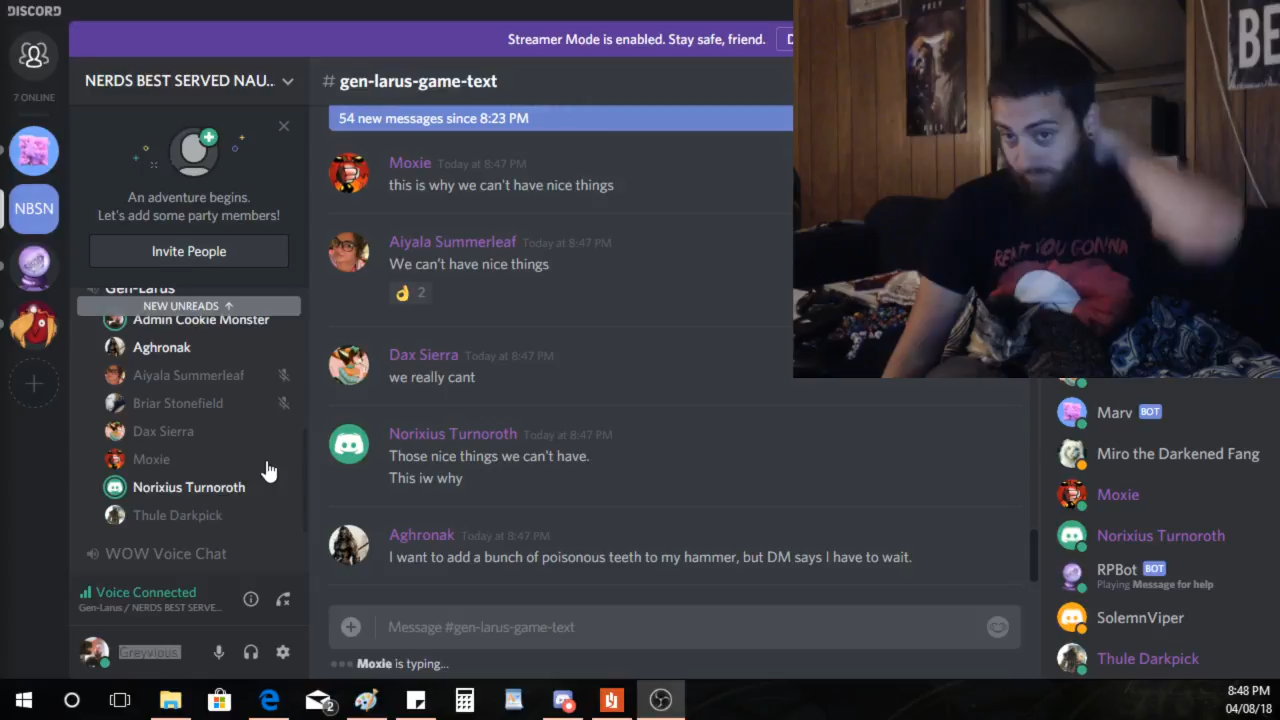 DISCORD
Streamer Mode is enabled. Stay safe, friend.
7 ONLINE
NERDS BEST SERVED NAU...
# gen-larus-game-text
54 new messages since 8:23 PM
An adventure begins.
Let's add some party members!
Invite People
NBSN
Gen-Larus
NEW UNREADS ↑
Admin Cookie Monster
Aghronak
Aiyala Summerleaf
Briar Stonefield
Dax Sierra
Moxie
Norixius Turnoroth
Thule Darkpick
WOW Voice Chat
Voice Connected
Gen-Larus / NERDS BEST SERVE...
Greyvious
Moxie Today at 8:47 PM
this is why we can't have nice things
Aiyala Summerleaf Today at 8:47 PM
We can't have nice things
👌 2
Dax Sierra Today at 8:47 PM
we really cant
Norixius Turnoroth Today at 8:47 PM
Those nice things we can't have.
This iw why
Aghronak Today at 8:47 PM
I want to add a bunch of poisonous teeth to my hammer, but DM says I have to wait.
Message #gen-larus-game-text
Moxie is typing...
PREY
BE
REN'T YOU GONNA
Marv BOT
Miro the Darkened Fang
Moxie
Norixius Turnoroth
RPBot BOT
Playing Message for help
SolemnViper
Thule Darkpick
2
8:48 PM
04/08/18